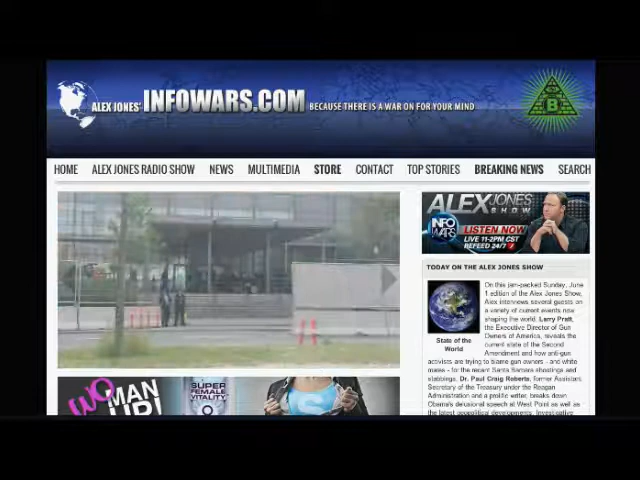 ALEX JONES' INFOWARS.COM BECAUSE THERE IS A WAR ON FOR YOUR MIND
B
HOME ALEX JONES RADIO SHOW NEWS MULTIMEDIA STORE CONTACT TOP STORIES BREAKING NEWS SEARCH
ALEX JONES
SHOW
INFO
WARS
LISTEN NOW
LIVE 11-2PM CST
REFEED 24/7
TODAY ON THE ALEX JONES SHOW
State of the
World
On this jam-packed Sunday, June
1 edition of the Alex Jones Show,
Alex interviews several guests on
a variety of current events now
shaping the world. Larry Pratt,
the Executive Director of Gun
Owners of America, reveals the
current state of the Second
Amendment and how anti-gun
activists are trying to blame gun owners - and white
males - for the recent Santa Barbara shootings and
stabbings. Dr. Paul Craig Roberts, former Assistant
Secretary of the Treasury under the Reagan
Administration and a prolific writer, breaks down
Obama's delusional speech at West Point as well as
the latest geopolitical developments. Investigative
WOMAN
UP!
SUPER
FEMALE
VITALITY
S